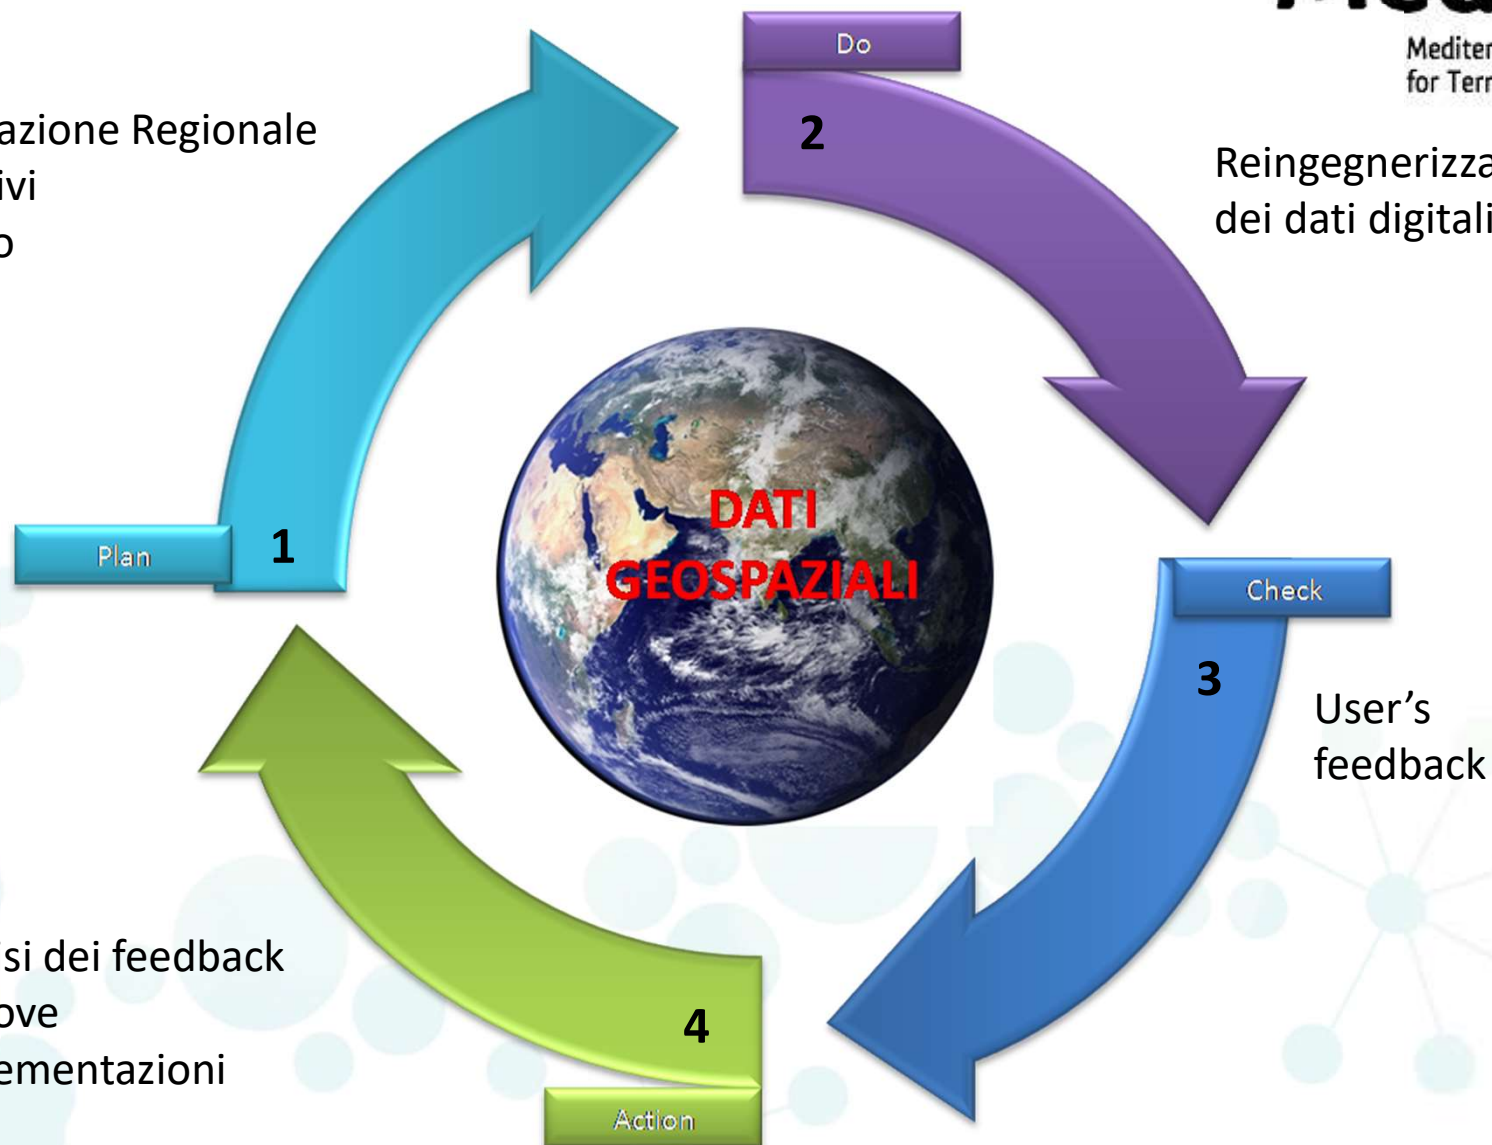 Do
Mediter
for Terr
azione Regionale
ivi
o
2
Reingegnerizza
dei dati digitali
DATI
GEOSPAZIALI
Plan
1
Check
3
User’s
feedback
isi dei feedback
ove
ementazioni
4
Action